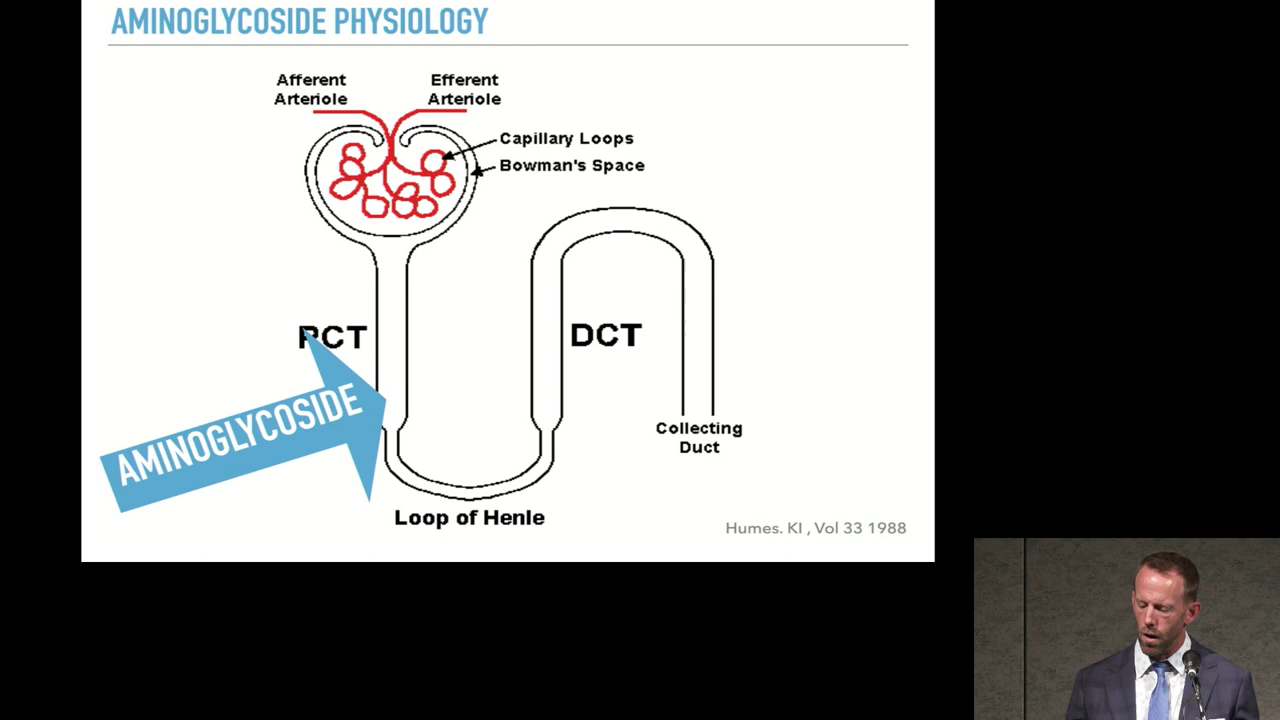 AMINOGLYCOSIDE PHYSIOLOGY
Afferent
Arteriole
Efferent
Arteriole
Capillary Loops
Bowman's Space
PCT
DCT
AMINOGLYCOSIDE
Collecting
Duct
Loop of Henle
Humes. KI , Vol 33 1988